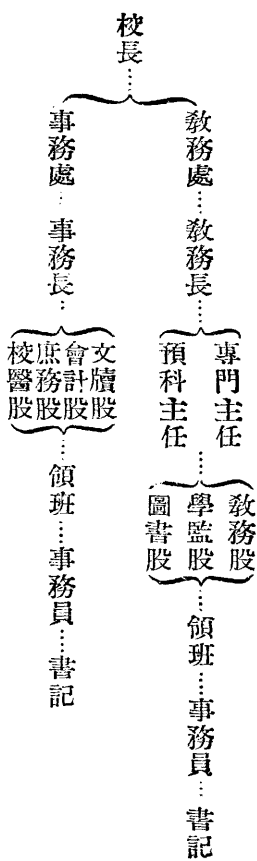 校長……
教務處……教務長……
專門主任
預科主任……
教務股
學監股
圖書股……
領班……事務員……書記
事務處……事務長……
文牘股
會計股
庶務股
校醫股……
領班……事務員……書記